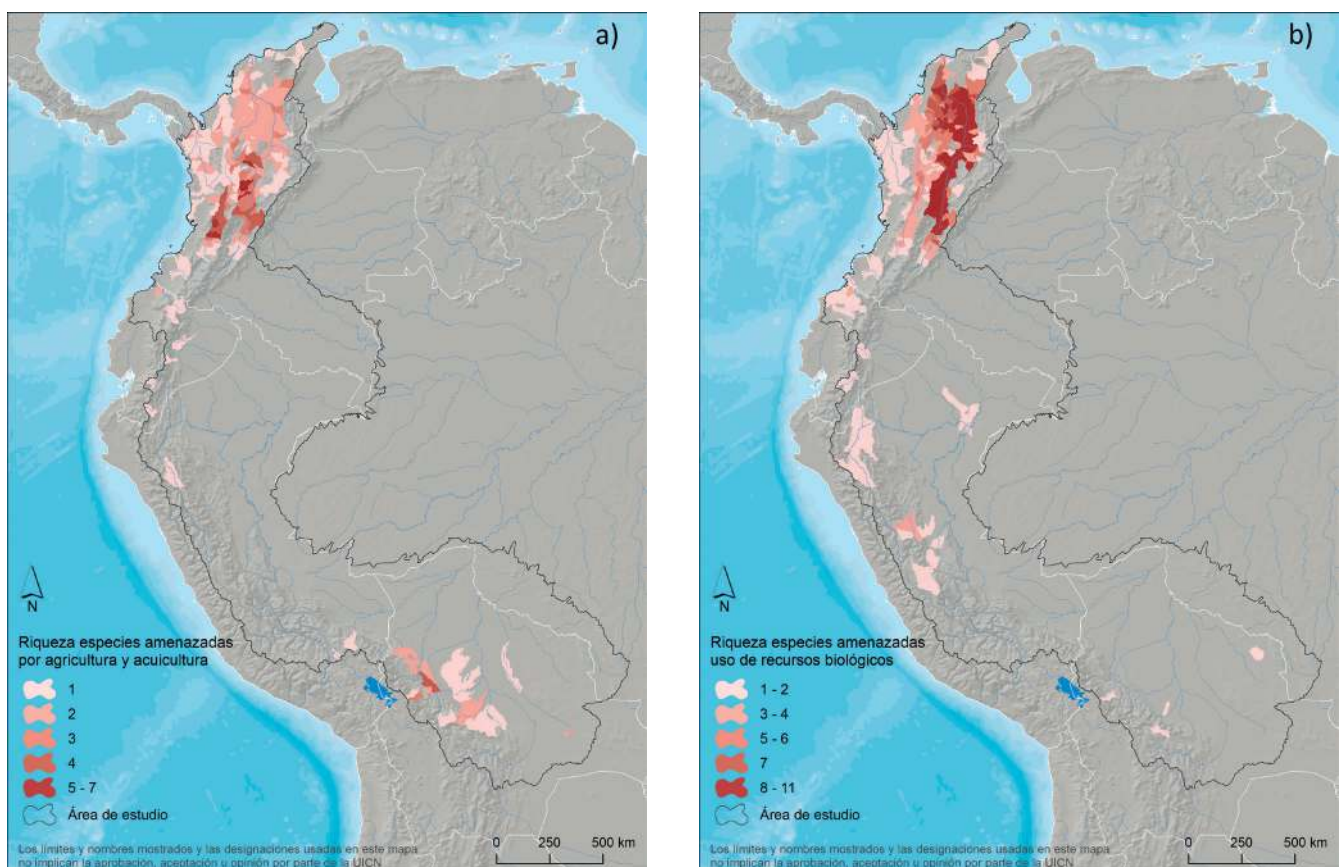 a)
N
Riqueza especies amenazadas
por agricultura y acuicultura
1
2
3
4
5 - 7
Área de estudio
Los límites y nombres mostrados y las designaciones usadas en este mapa
no implican la aprobación, aceptación u opinión por parte de la UICN
0 250 500 km
b)
N
Riqueza especies amenazadas
uso de recursos biológicos
1 - 2
3 - 4
5 - 6
7
8 - 11
Área de estudio
Los límites y nombres mostrados y las designaciones usadas en este mapa
no implican la aprobación, aceptación u opinión por parte de la UICN
0 250 500 km